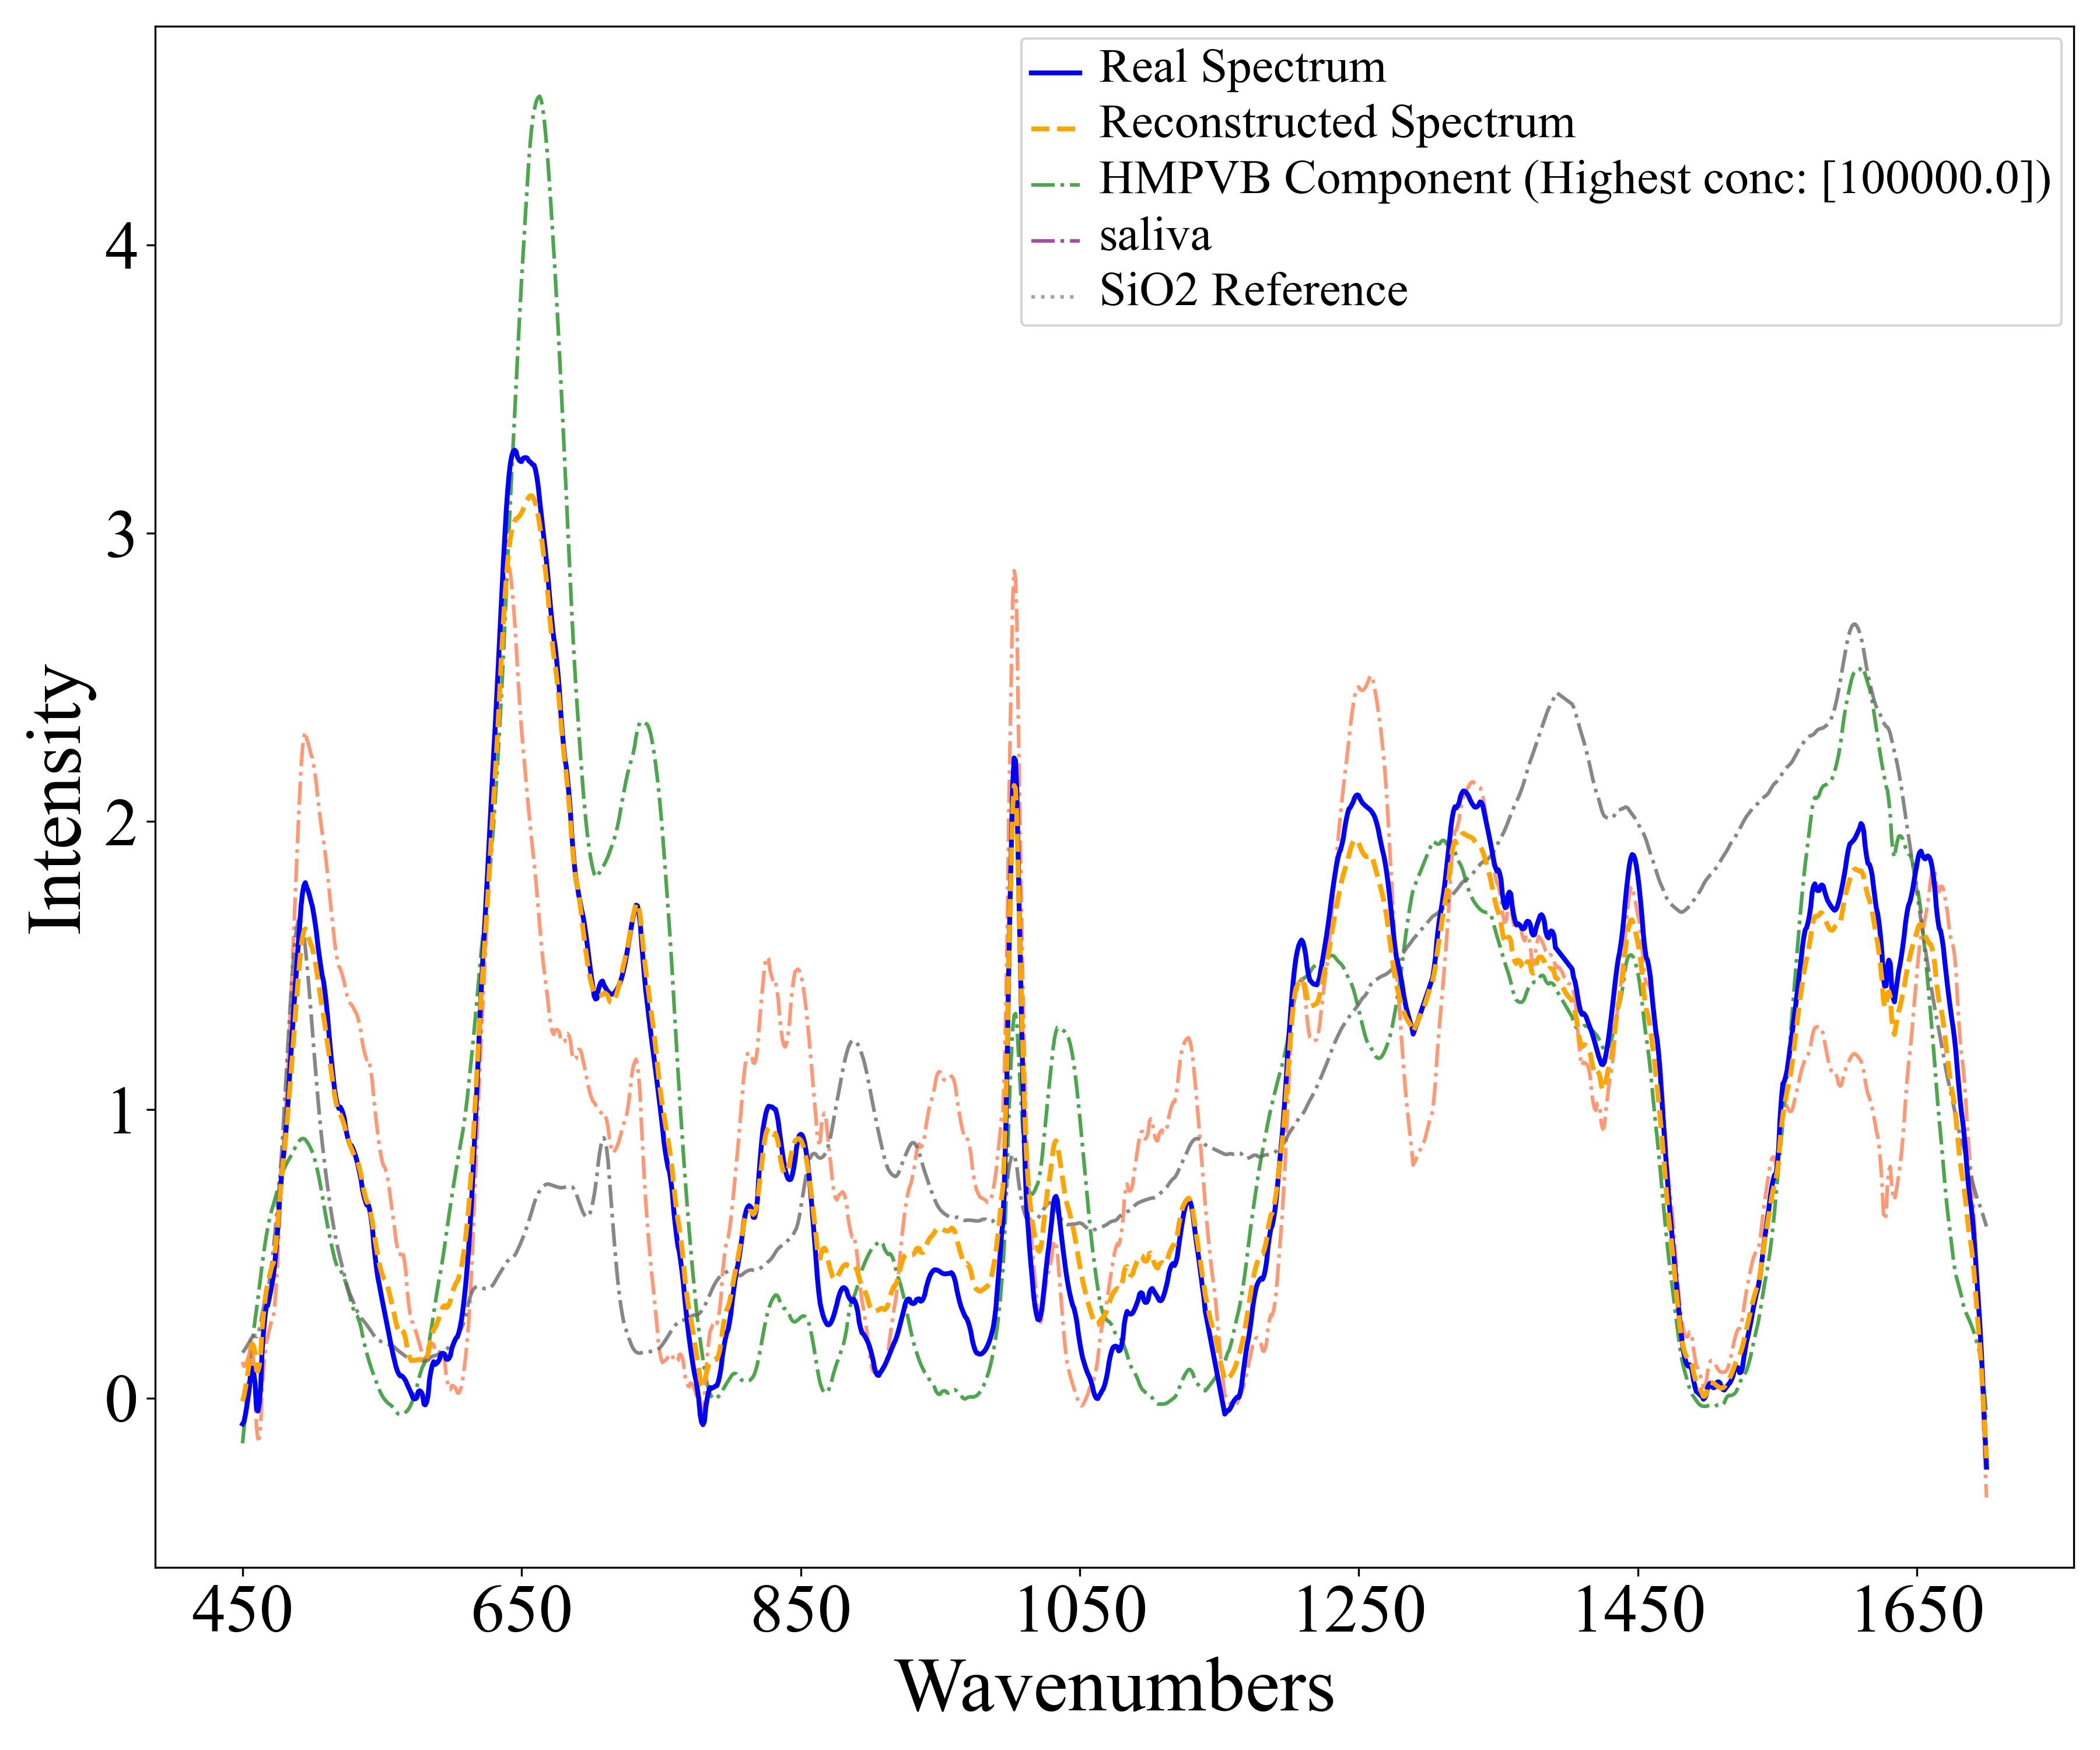 Real Spectrum
Reconstructed Spectrum
HMPVB Component (Highest conc: [100000.0])
saliva
SiO2 Reference
Intensity
4
3
2
1
0
450 650 850 1050 1250 1450 1650
Wavenumbers